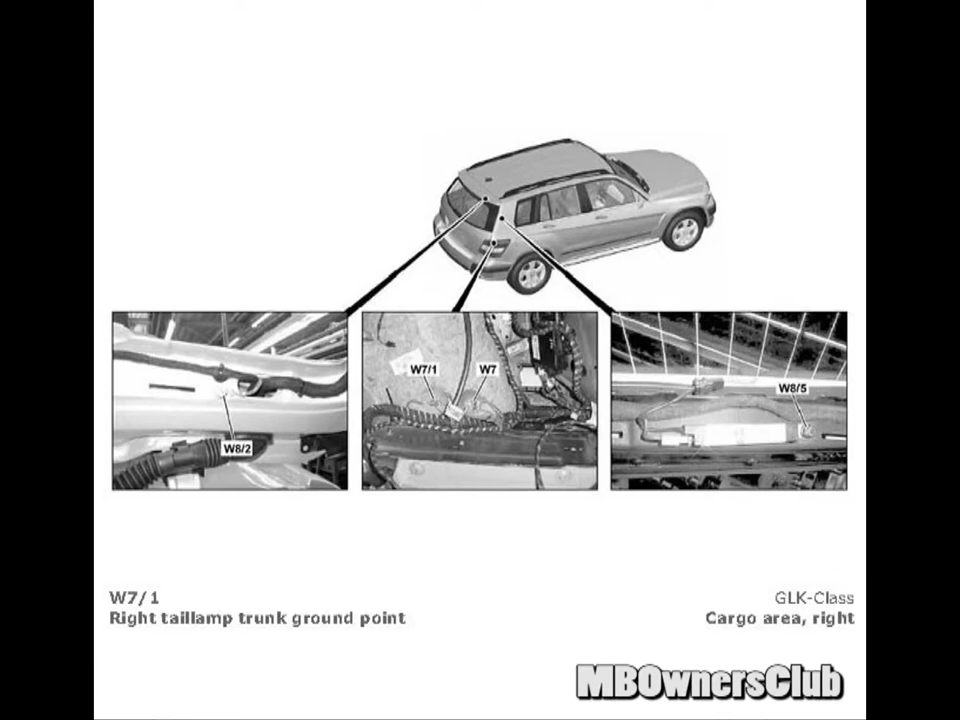 W7/1
W7
W8/5
W8/2
W7/1
Right taillamp trunk ground point
GLK-Class
Cargo area, right
MBOwnersClub